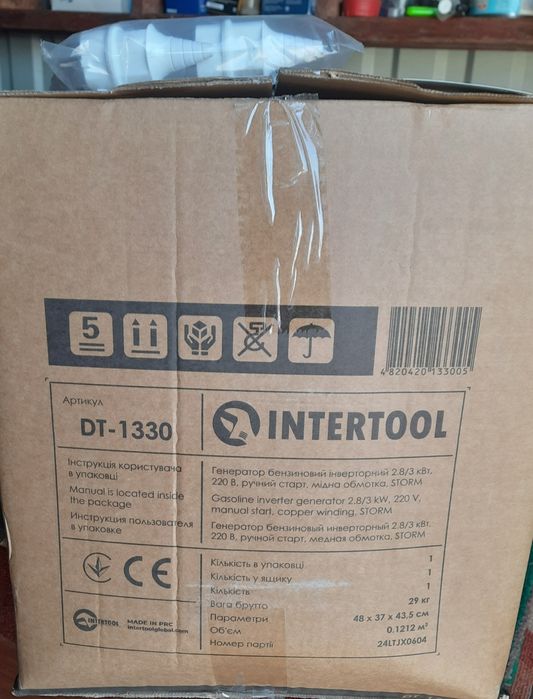 5
4 820420 133005
Артикул
DT-1330
INTERTOOL
Інструкція користувача
в упаковці
Manual is located inside
the package
Инструкция пользователя
в упаковке
Генератор бензиновий інверторний 2.8/3 кВт,
220 В, ручний старт, мідна обмотка, STORM
Gasoline inverter generator 2.8/3 kW, 220 V,
manual start, copper winding, STORM
Генератор бензиновый инверторный 2.8/3 кВт,
220 В, ручной старт, медная обмотка, STORM
CE
Кількість в упаковці 1
Кількість у ящику 1
Кількість 1
Вага брутто 29 кг
Параметри 48 x 37 x 43,5 см
Об'єм 0.1212 м³
Номер партії 24LTJX0604
INTERTOOL
MADE IN PRC
intertoolglobal.com